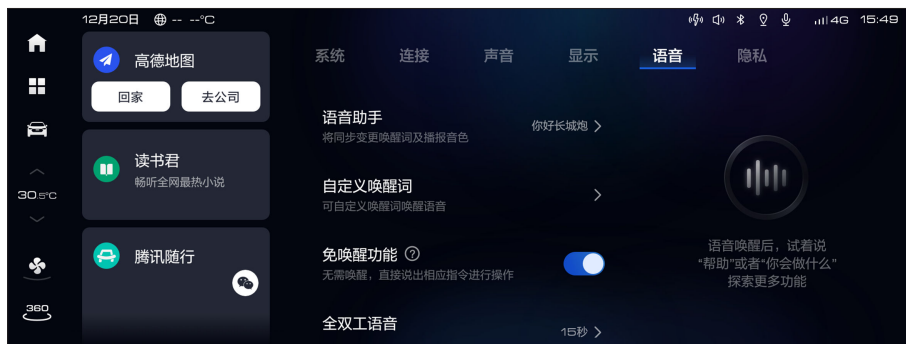 12月20日 -- --°C
4G 15:49
30.5°C
360
高德地图
回家 去公司
读书君
畅听全网最热小说
腾讯随行
系统 连接 声音 显示 语音 隐私
语音助手
将同步变更唤醒词及播报音色
你好长城炮
自定义唤醒词
可自定义唤醒词唤醒语音
免唤醒功能
无需唤醒，直接说出相应指令进行操作
全双工语音
15秒
语音唤醒后，试着说
“帮助”或者“你会做什么”
探索更多功能